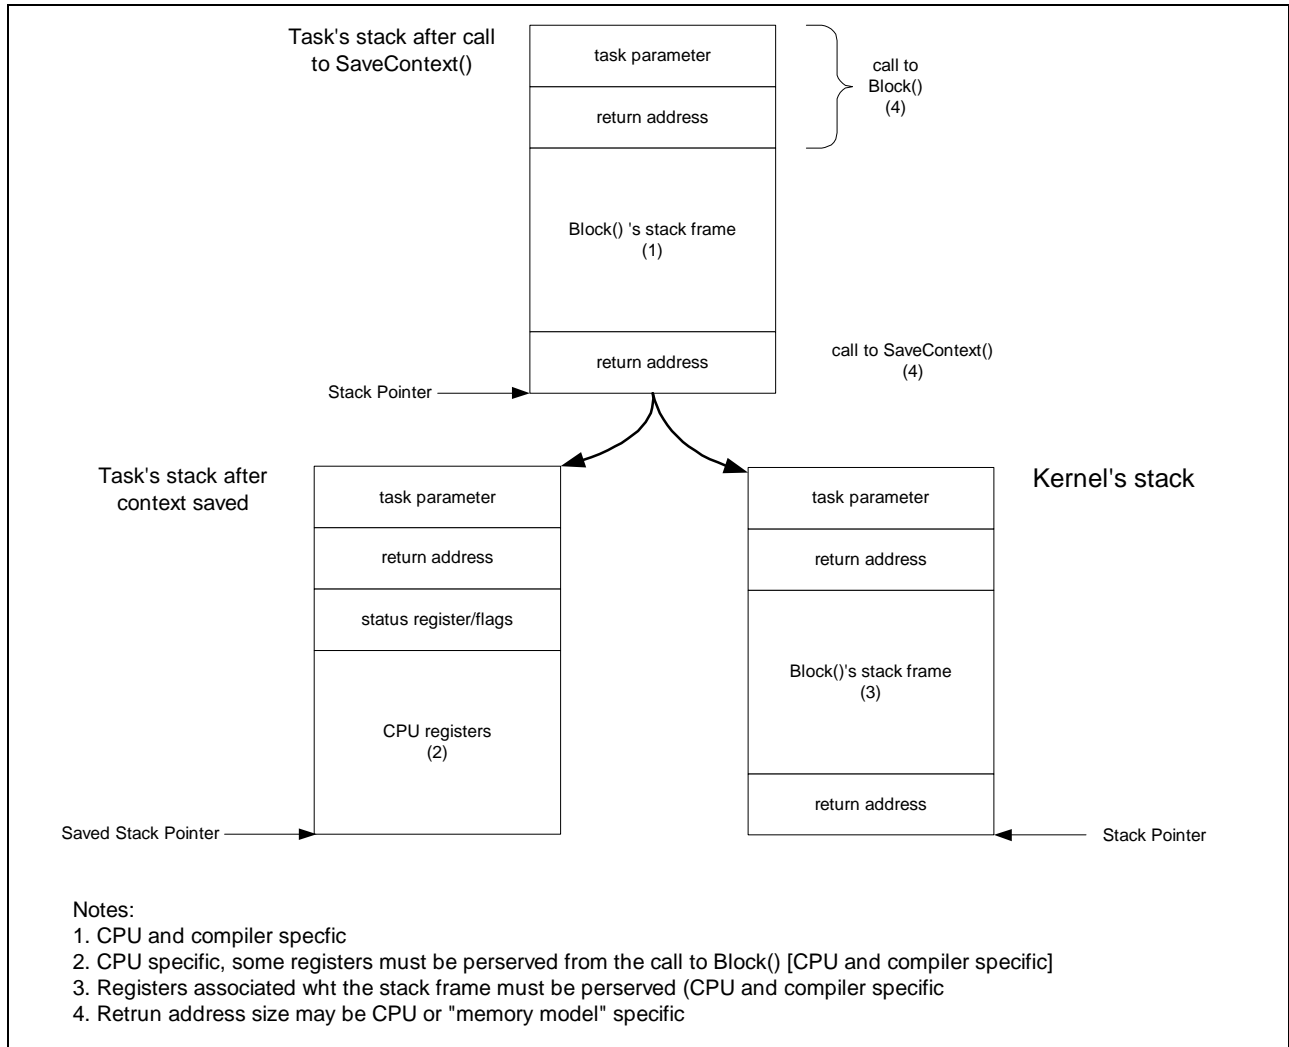 Task's stack after call
to SaveContext()
task parameter
return address
call to
Block()
(4)
Block() 's stack frame
(1)
return address
call to SaveContext()
(4)
Stack Pointer
Task's stack after
context saved
task parameter
return address
status register/flags
CPU registers
(2)
Saved Stack Pointer
Kernel's stack
task parameter
return address
Block()'s stack frame
(3)
return address
Stack Pointer
Notes:
1. CPU and compiler specfic
2. CPU specific, some registers must be perserved from the call to Block() [CPU and compiler specific]
3. Registers associated wht the stack frame must be perserved (CPU and compiler specific
4. Retrun address size may be CPU or "memory model" specific